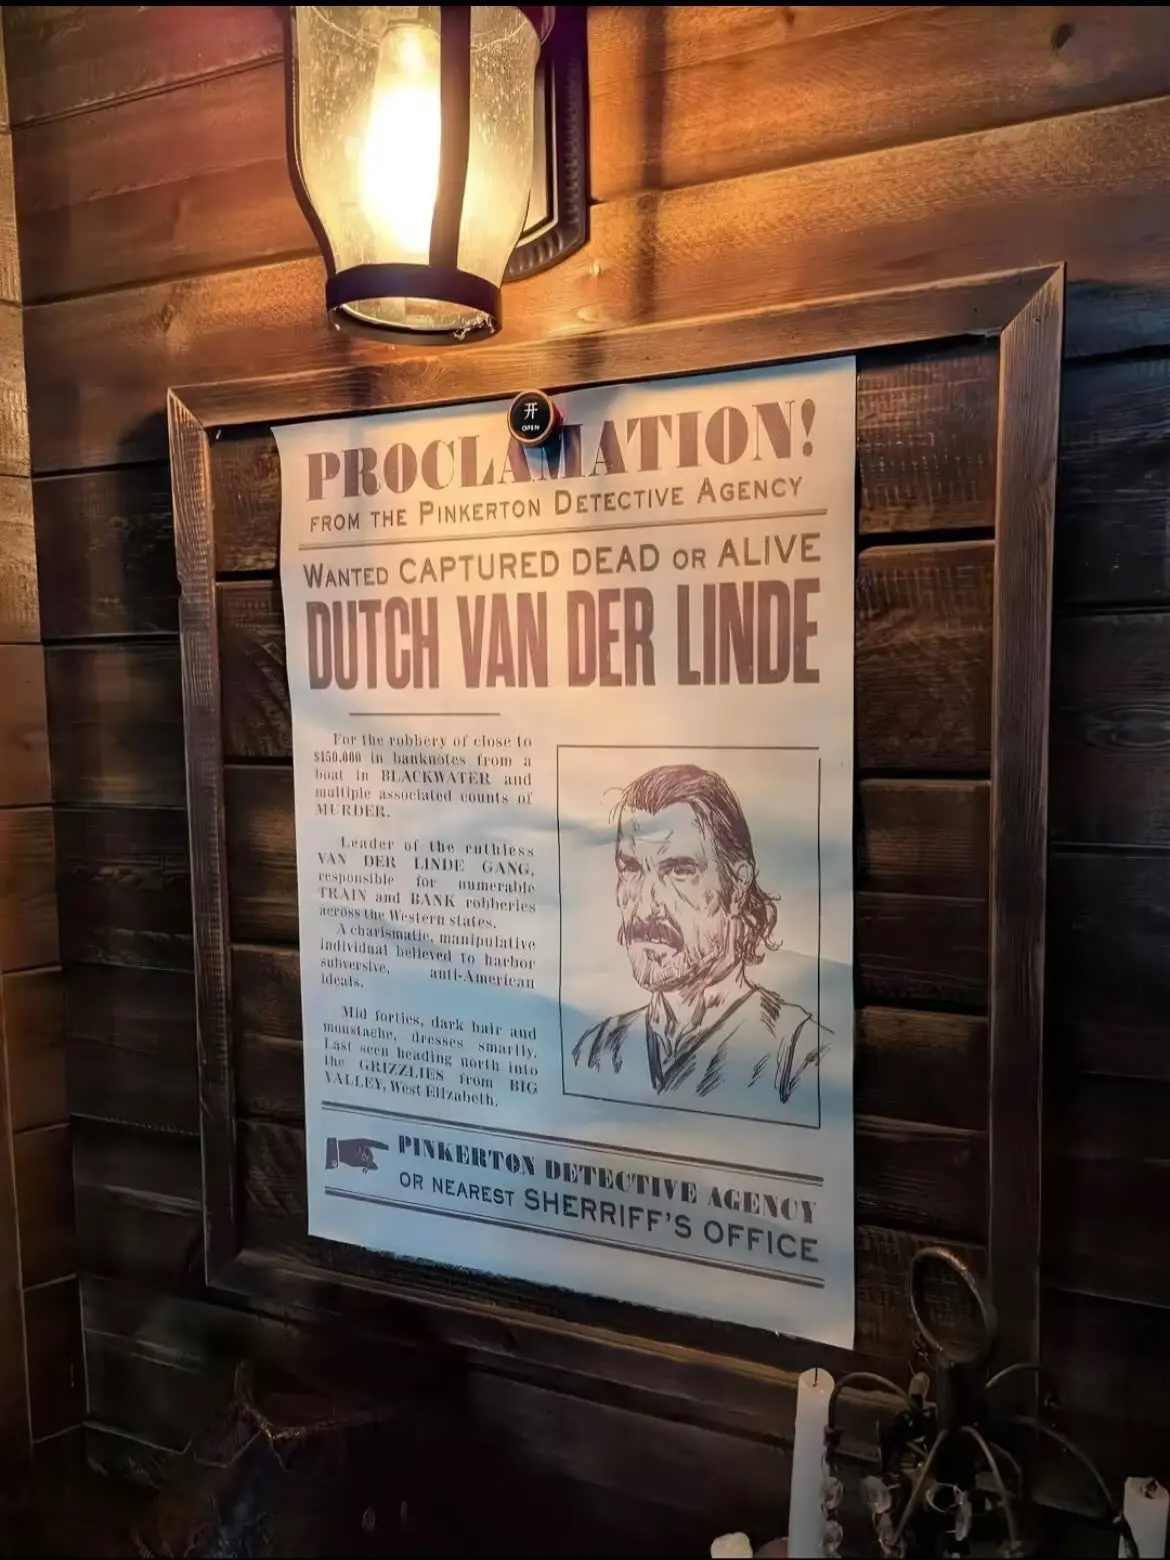 开
OPEN
PROCLAMATION!
FROM THE PINKERTON DETECTIVE AGENCY
WANTED CAPTURED DEAD OR ALIVE
DUTCH VAN DER LINDE
For the robbery of close to
$150.000 in banknotes from a
boat in BLACKWATER and
multiple associated counts of
MURDER.
Leader of the ruthless
VAN DER LINDE GANG,
responsible for numerable
TRAIN and BANK robberies
across the Western states.
A charismatic, manipulative
individual believed to harbor
subversive, anti-American
ideals.
Mid forties, dark hair and
moustache, dresses smartly.
Last seen heading north into
the GRIZZLIES from BIG
VALLEY, West Elizabeth.
PINKERTON DETECTIVE AGENCY
OR NEAREST SHERRIFF'S OFFICE